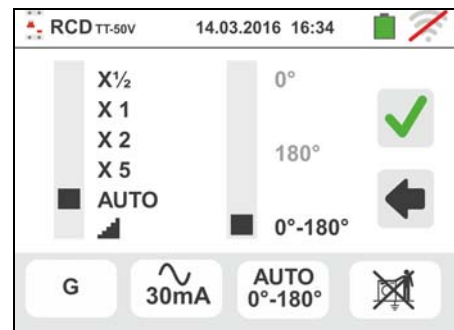 RCD TT-50V 14.03.2016 16:34
X½ 0°
X 1
X 2 180°
X 5
AUTO
0°-180°
G 30mA AUTO 0°-180°